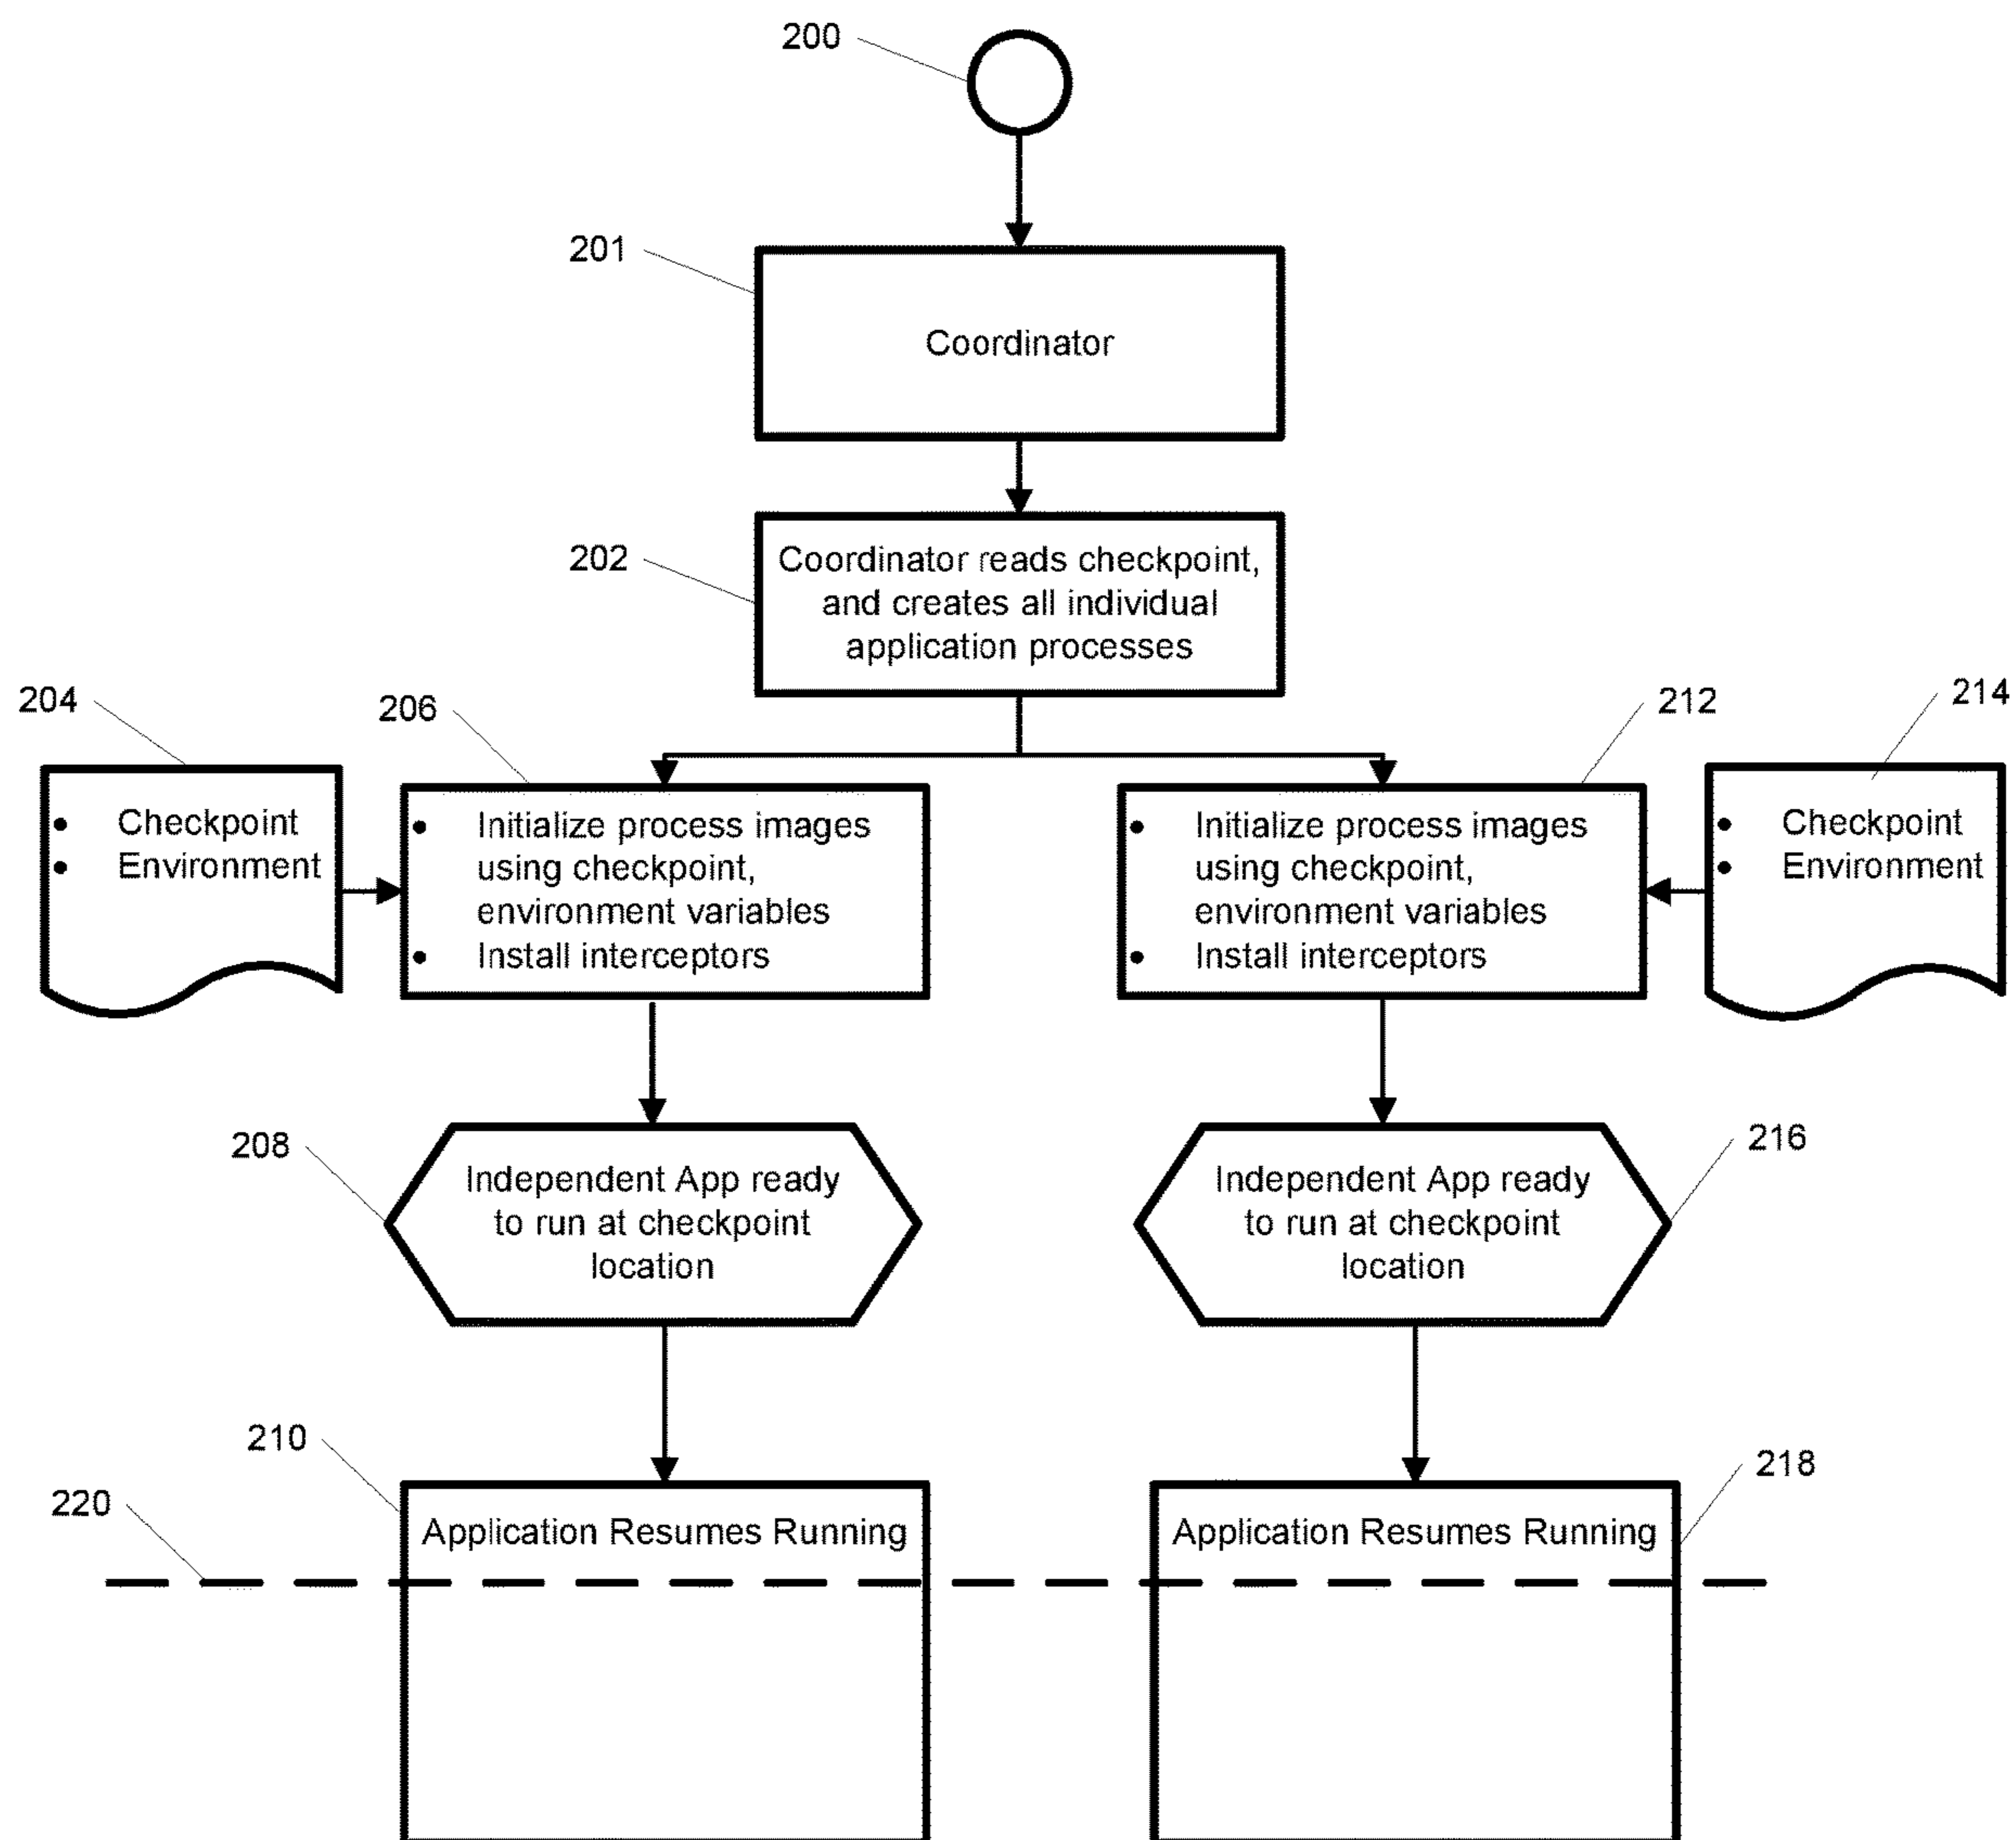 200
201
Coordinator
202
Coordinator reads checkpoint,
and creates all individual
application processes
204
206
212
214
• Checkpoint
• Environment
• Initialize process images
using checkpoint,
environment variables
• Install interceptors
• Initialize process images
using checkpoint,
environment variables
• Install interceptors
• Checkpoint
• Environment
208
Independent App ready
to run at checkpoint
location
216
Independent App ready
to run at checkpoint
location
210
Application Resumes Running
218
Application Resumes Running
220